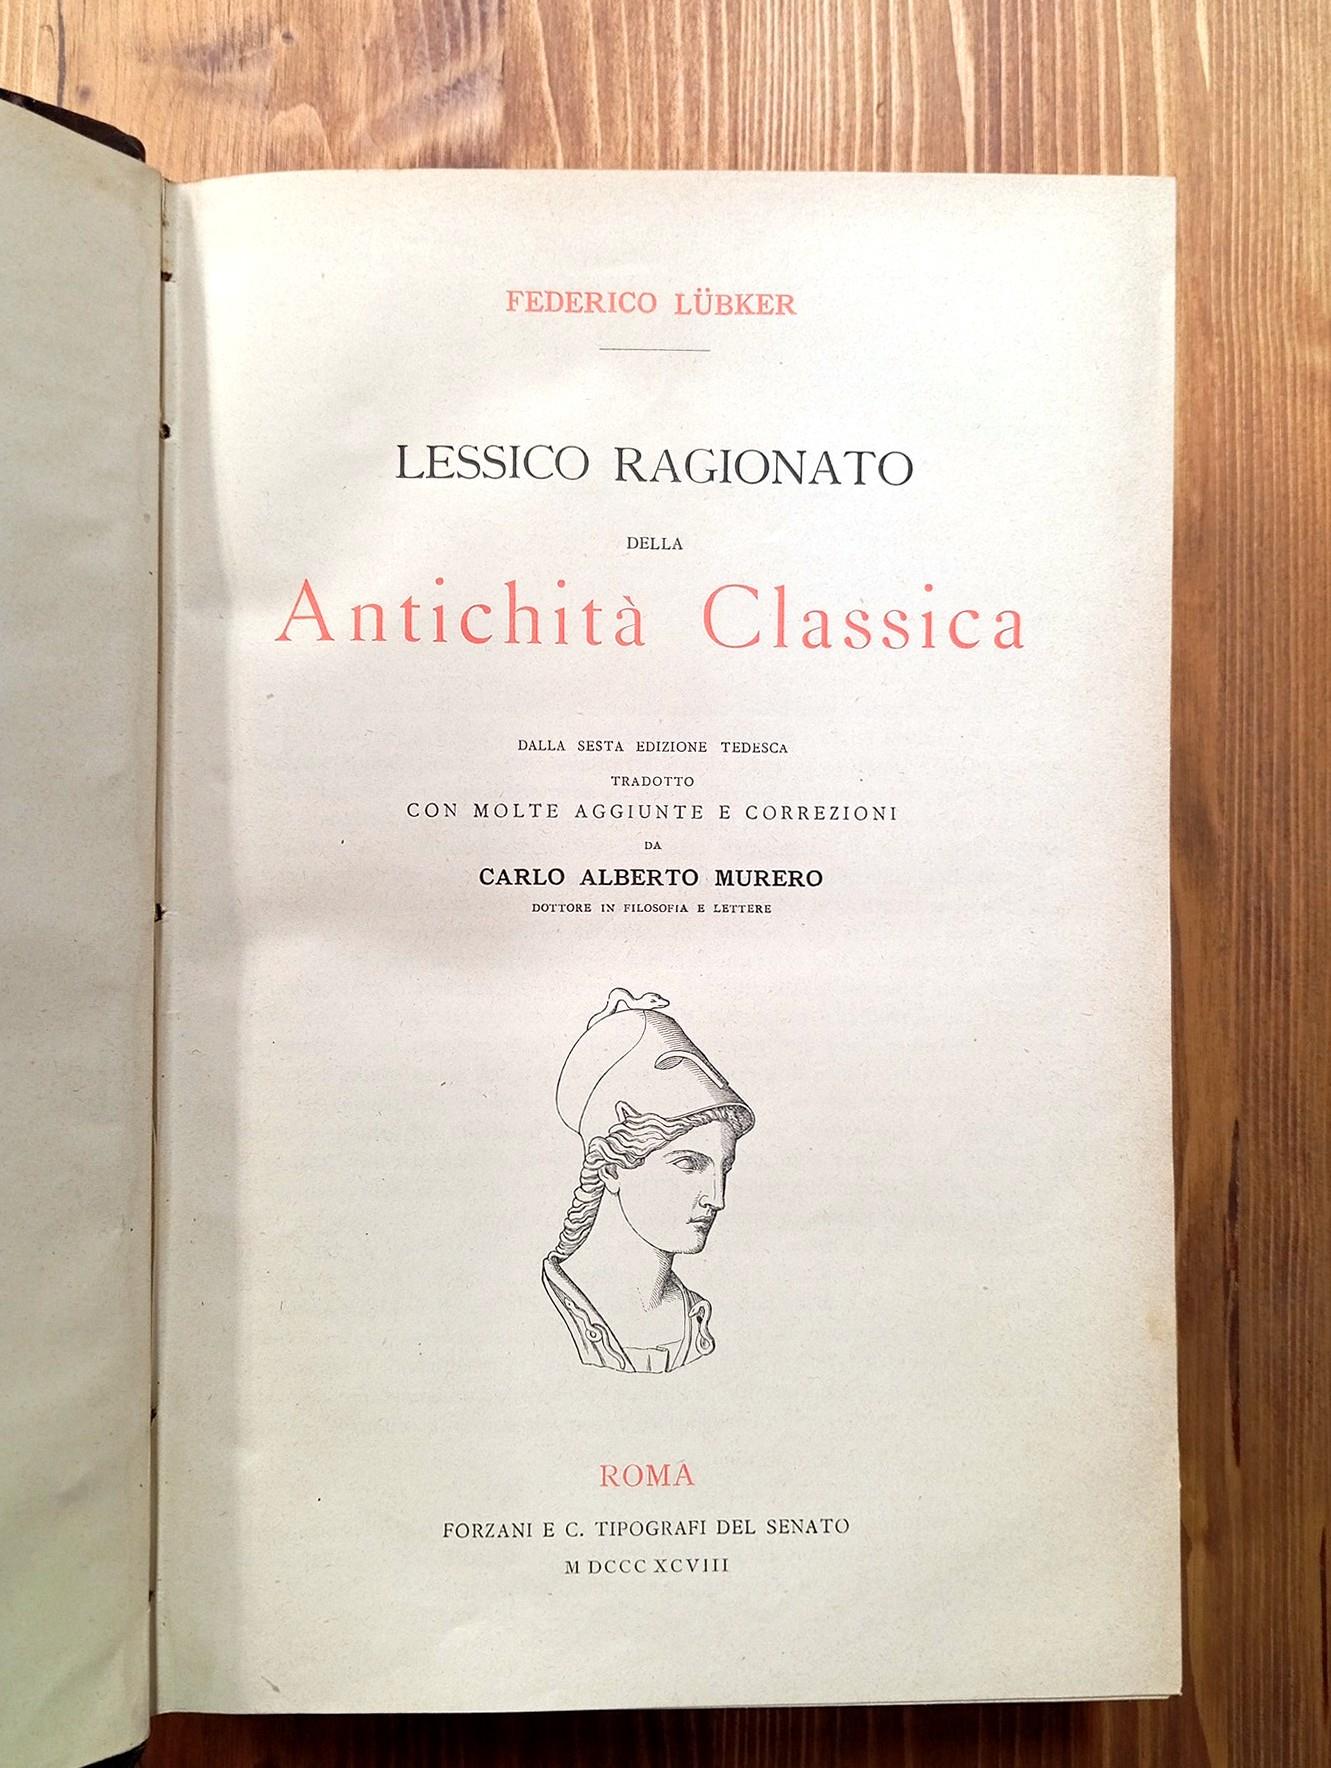 FEDERICO LÜBKER
LESSICO RAGIONATO
DELLA
Antichità Classica
DALLA SESTA EDIZIONE TEDESCA
TRADOTTO
CON MOLTE AGGIUNTE E CORREZIONI
DA
CARLO ALBERTO MURERO
DOTTORE IN FILOSOFIA E LETTERE
ROMA
FORZANI E C. TIPOGRAFI DEL SENATO
M DCCC XCVIII